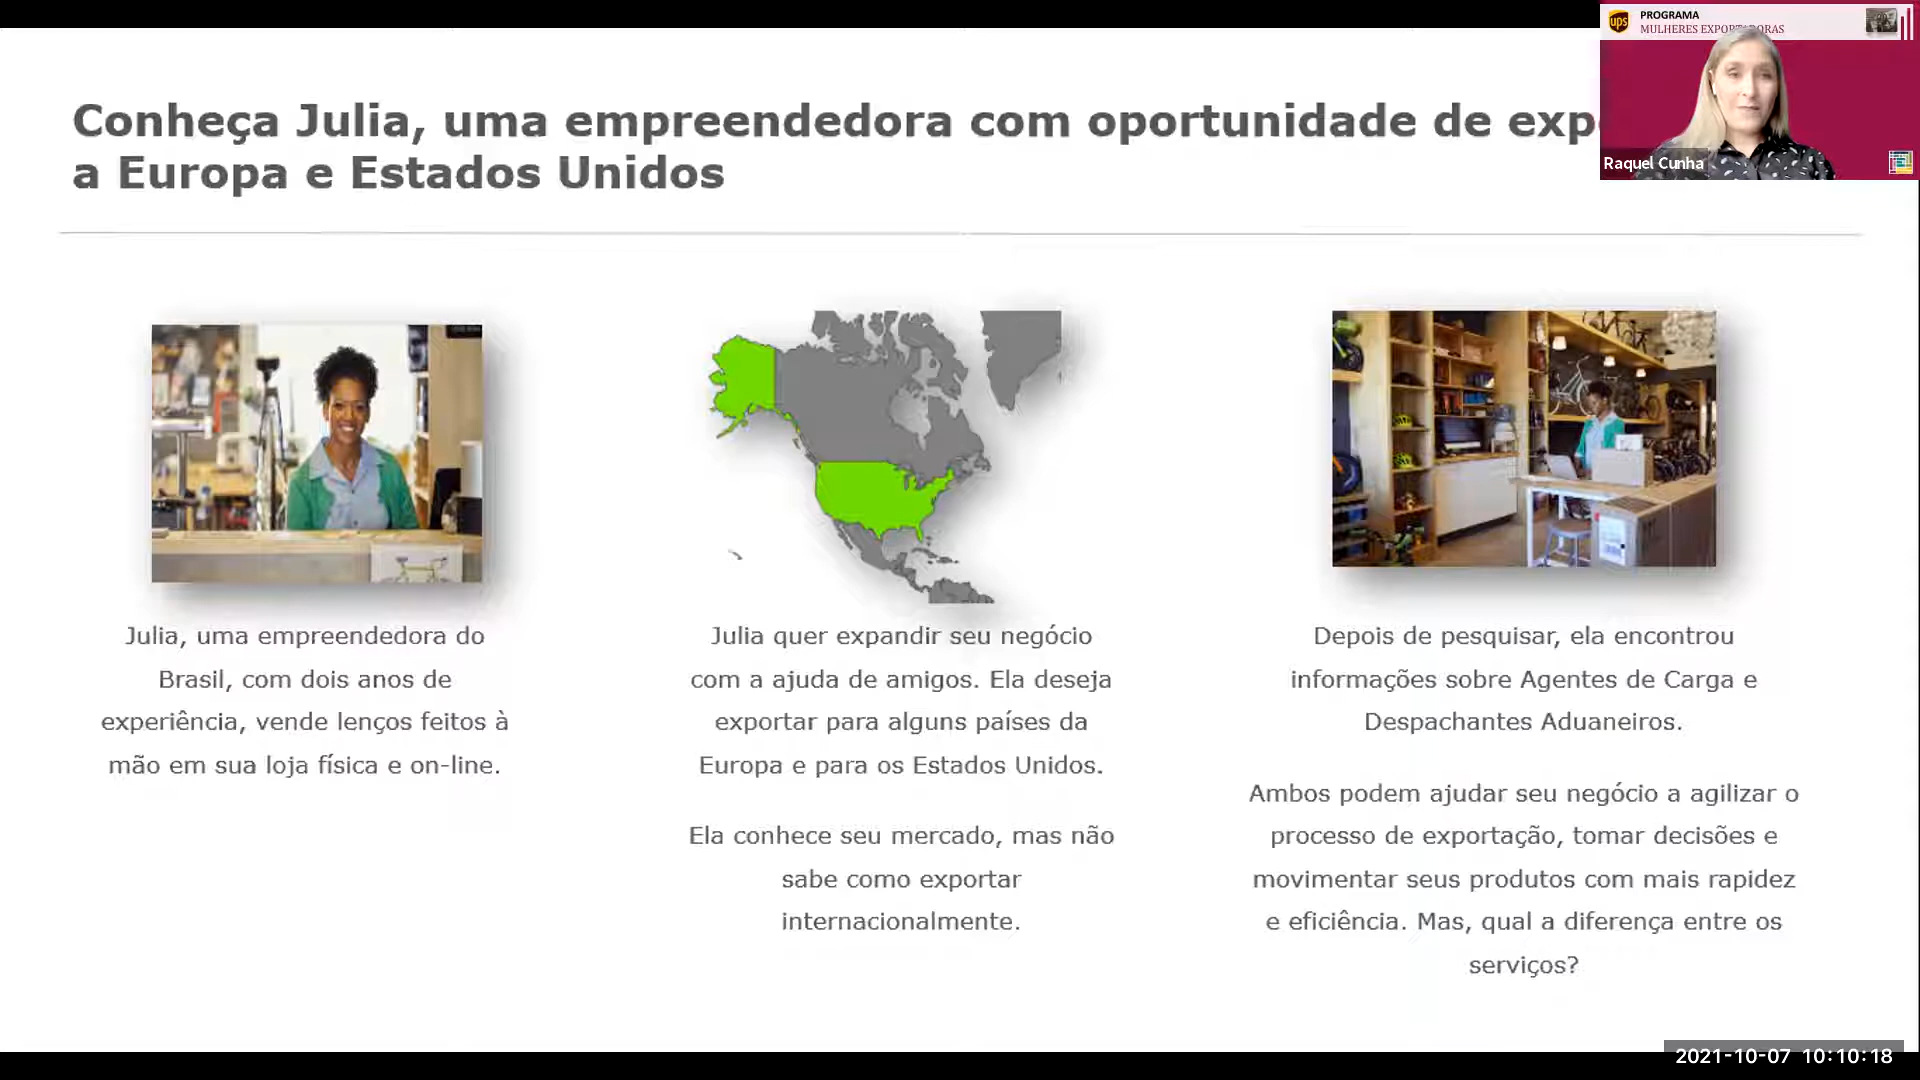 Conheça Julia, uma empreendedora com oportunidade de
a Europa e Estados Unidos
ups
PROGRAMA
MULHERES EXPORTADORAS
Raquel Cunha
Julia, uma empreendedora do
Brasil, com dois anos de
experiência, vende lenços feitos à
mão em sua loja física e on-line.
Julia quer expandir seu negócio
com a ajuda de amigos. Ela deseja
exportar para alguns países da
Europa e para os Estados Unidos.
Ela conhece seu mercado, mas não
sabe como exportar
internacionalmente.
Depois de pesquisar, ela encontrou
informações sobre Agentes de Carga e
Despachantes Aduaneiros.
Ambos podem ajudar seu negócio a agilizar o
processo de exportação, tomar decisões e
movimentar seus produtos com mais rapidez
e eficiência. Mas, qual a diferença entre os
serviços?
2021-10-07 10:10:18